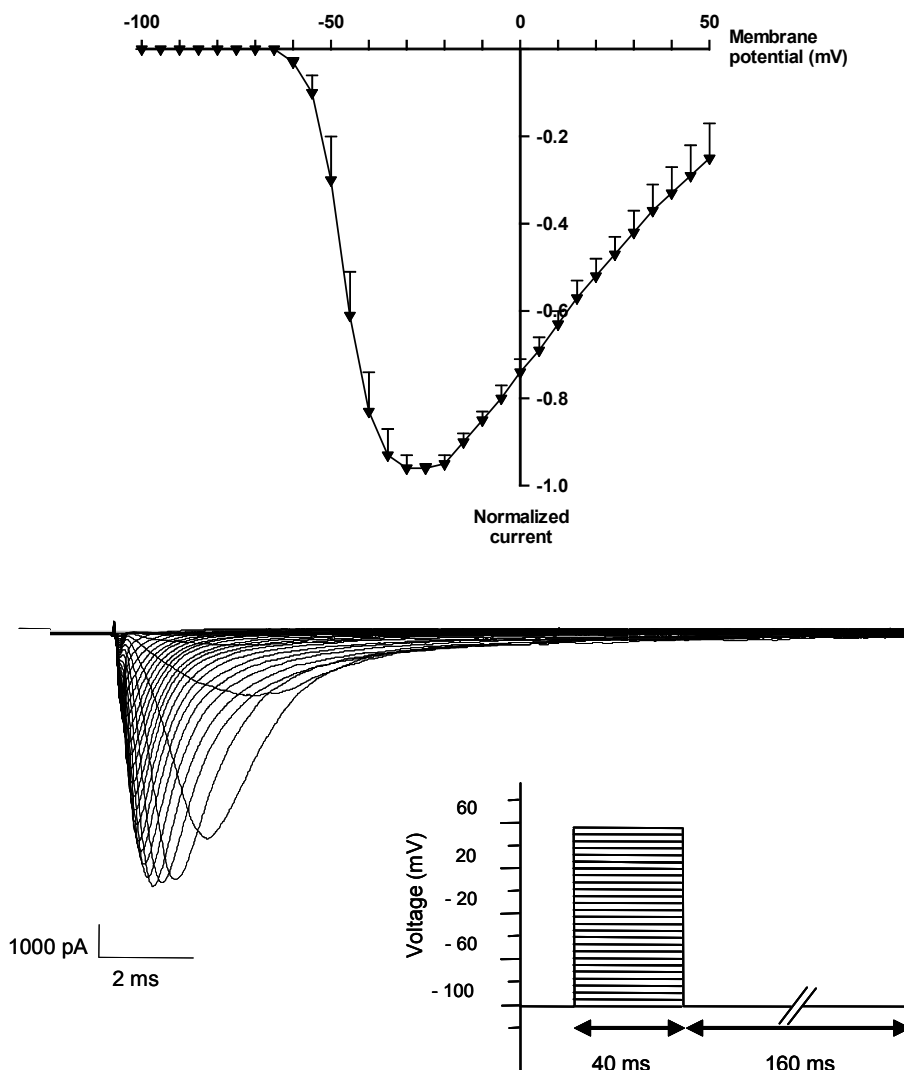 -100
-50
0
50
Membrane
potential (mV)
-0.2
-0.4
-0.6
-0.8
-1.0
Normalized
current
1000 pA
2 ms
Voltage (mV)
60
20
- 20
- 60
- 100
40 ms
160 ms